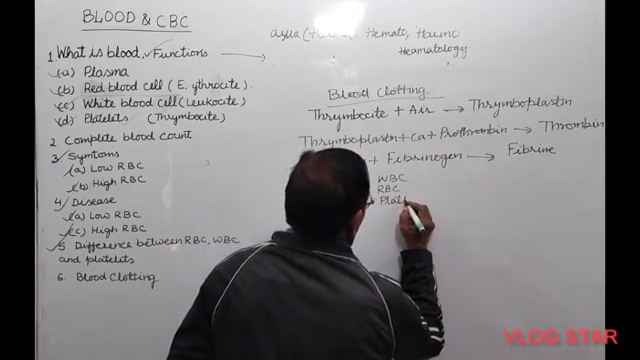 BLOOD & CBC
1. What is blood, Functions
(a) Plasma
(b) Red blood cell (E. ythrocite)
(c) White blood cell (Leukocite)
(d) Platelets (Thrymbocite)
2. Complete blood count
3. Symtoms
(a) Low RBC
(b) High RBC
4. Disease
(a) Low RBC
(c) High RBC
5. Difference between RBC, WBC
and platelets
6. Blood Clotting
Hemato, Haemo
Heamatology
Blood Clotting
Thrymbocite + Air → Thrymboplastin
Thrymboplastin + Ca + Prothrombin → Thrombin
+ Fibrinogen → Fibrine
WBC
RBC
Plat
VLOG STAR